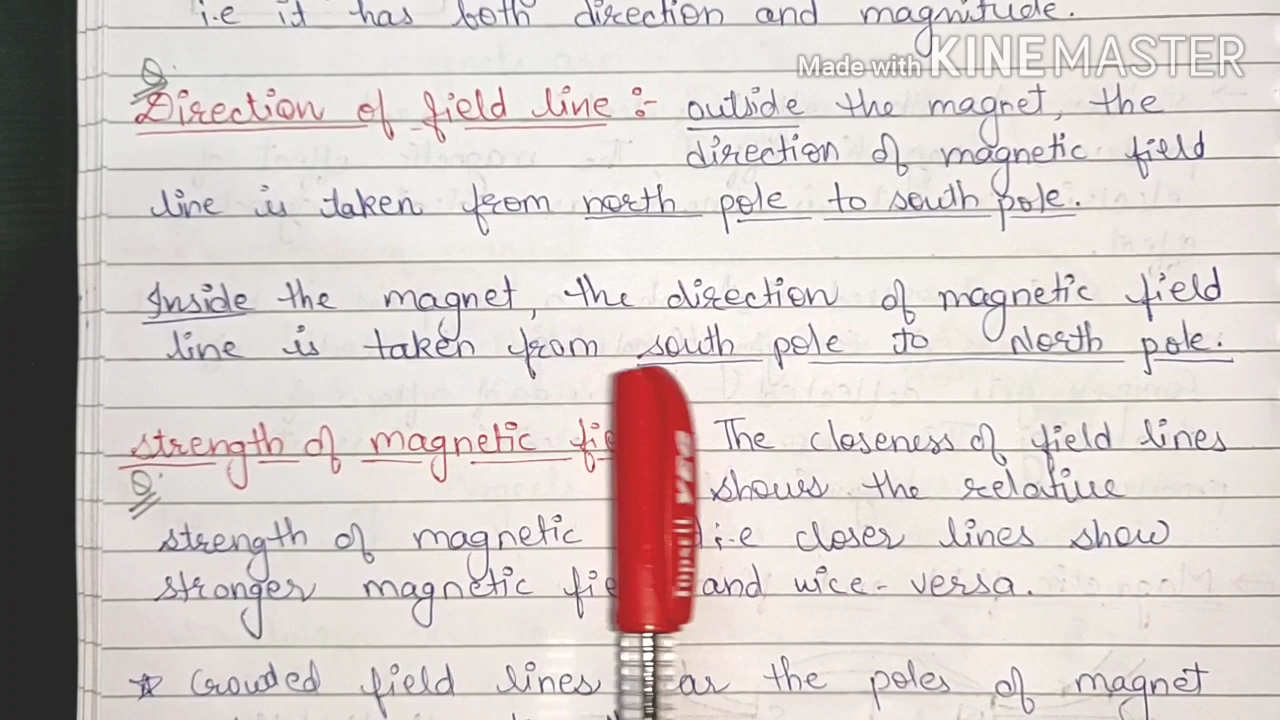 i.e it has both direction and magnitude.
Made with KINEMASTER
Q.
Direction of field line :- outside the magnet, the
direction of magnetic field
line is taken from north pole to south pole.
Inside the magnet, the direction of magnetic field
line is taken from south pole to North pole.
strength of magnetic fie The closeness of field lines
Q. shows the relative
strength of magnetic i.e closer lines show
stronger magnetic fie and vice-versa.
* Crowded field lines ar the poles of magnet